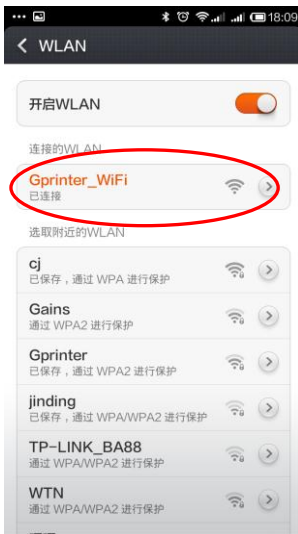 18:09
WLAN
开启WLAN
连接的WLAN
Gprinter_WiFi
已连接
选取附近的WLAN
cj
已保存，通过 WPA 进行保护
Gains
通过 WPA2 进行保护
Gprinter
已保存，通过 WPA2 进行保护
jinding
已保存，通过 WPA/WPA2 进行保护
TP-LINK_BA88
通过 WPA/WPA2 进行保护
WTN
通过 WPA/WPA2 进行保护